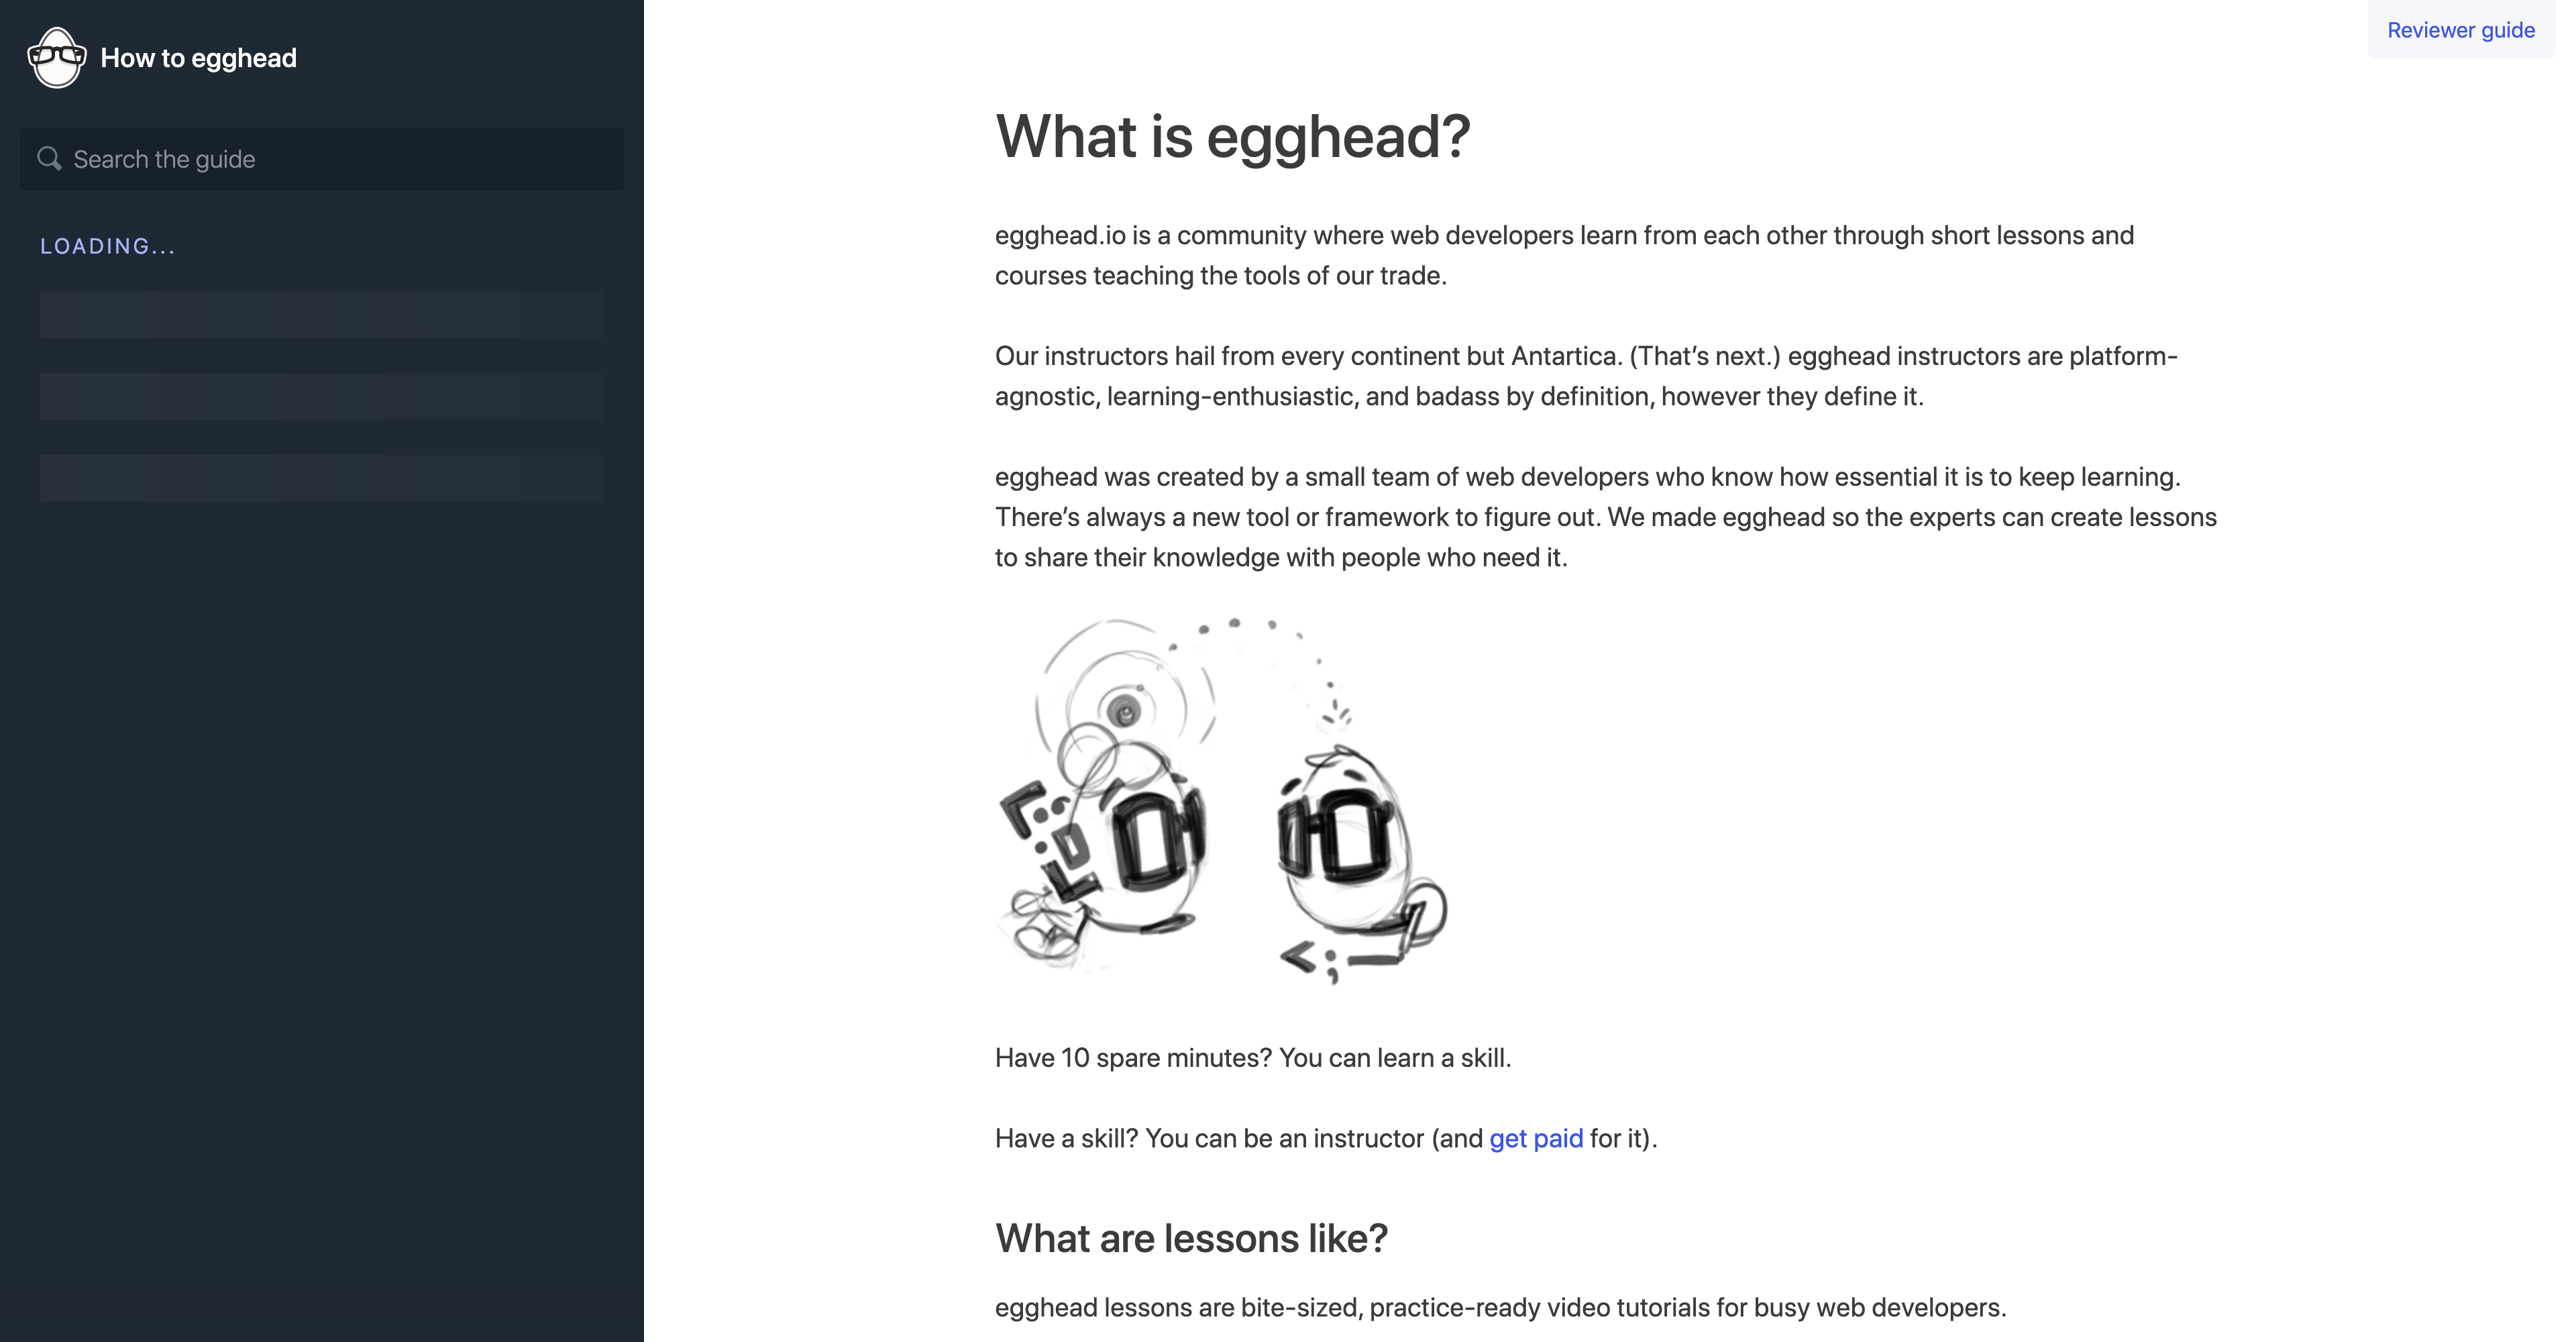 How to egghead
Search the guide
LOADING...
Reviewer guide
What is egghead?
egghead.io is a community where web developers learn from each other through short lessons and
courses teaching the tools of our trade.
Our instructors hail from every continent but Antartica. (That’s next.) egghead instructors are platform-
agnostic, learning-enthusiastic, and badass by definition, however they define it.
egghead was created by a small team of web developers who know how essential it is to keep learning.
There’s always a new tool or framework to figure out. We made egghead so the experts can create lessons
to share their knowledge with people who need it.
Have 10 spare minutes? You can learn a skill.
Have a skill? You can be an instructor (and get paid for it).
What are lessons like?
egghead lessons are bite-sized, practice-ready video tutorials for busy web developers.